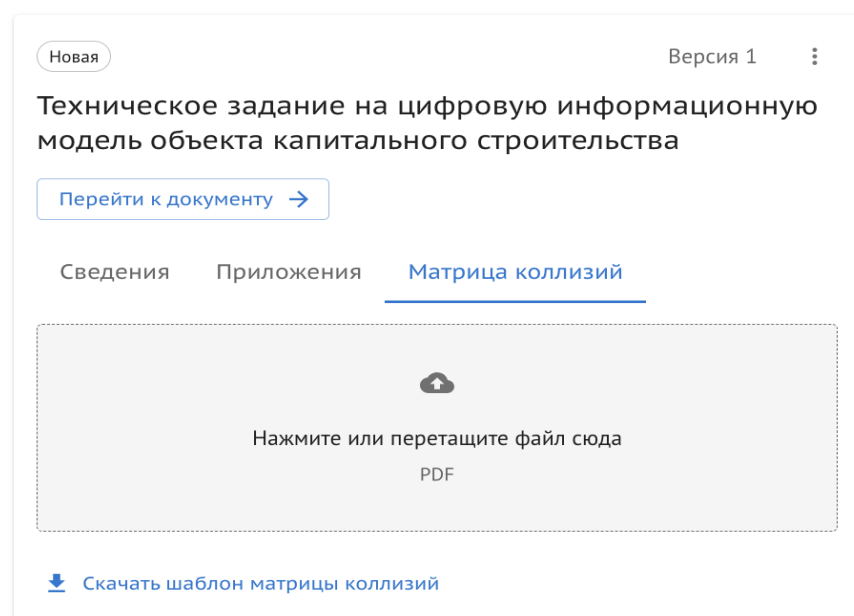 Новая
Версия 1
Техническое задание на цифровую информационную
модель объекта капитального строительства
Перейти к документу
Сведения
Приложения
Матрица коллизий
Нажмите или перетащите файл сюда
PDF
Скачать шаблон матрицы коллизий